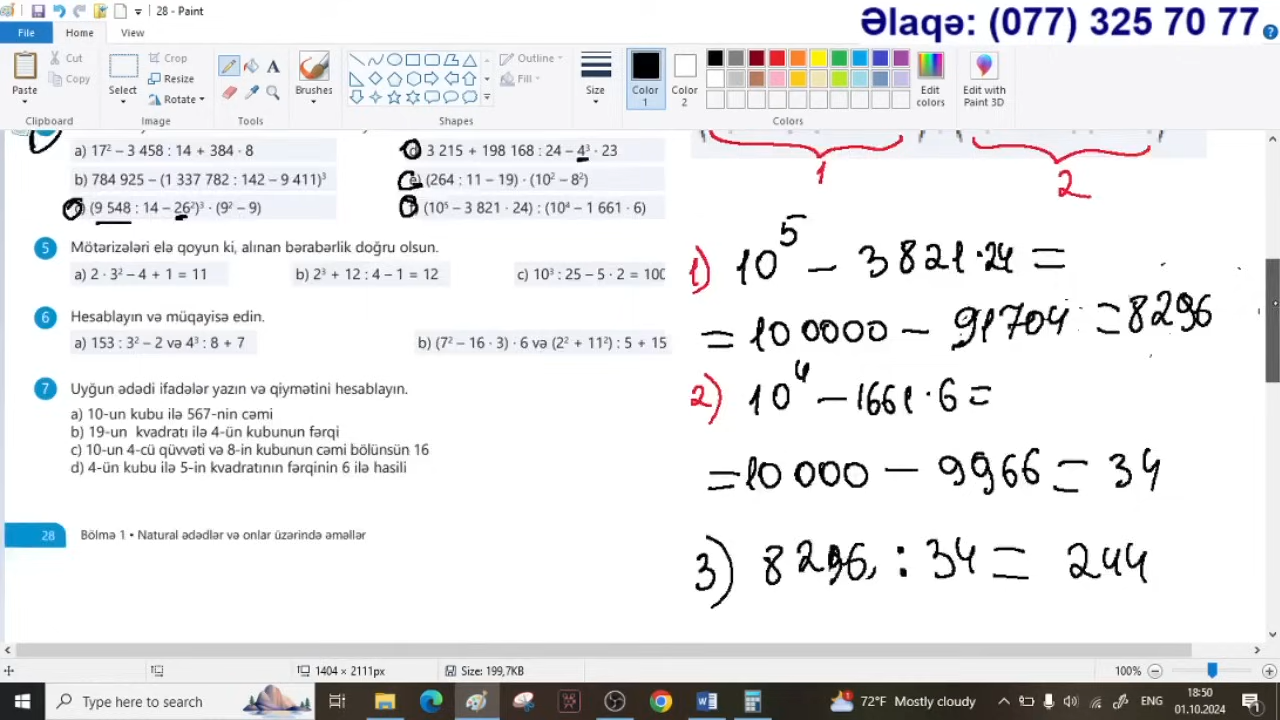 28 - Paint
Əlaqə: (077) 325 70 77
File Home View
Paste
Cut
Copy
Clipboard
Select
Crop
Resize
Rotate
Image
Tools
Brushes
Outline
Fill
Shapes
Size
Color 1
Color 2
Edit colors
Edit with Paint 3D
Colors
a) 17² – 3 458 : 14 + 384 · 8
3 215 + 198 168 : 24 – 4³ · 23
b) 784 925 – (1 337 782 : 142 – 9 411)³
(264 : 11 – 19) · (10² – 8²)
(9 548 : 14 – 26²)³ · (9² – 9)
(10⁵ – 3 821 · 24) : (10⁴ – 1 661 · 6)
5 Mötərizələri elə qoyun ki, alınan bərabərlik doğru olsun.
a) 2 · 3² – 4 + 1 = 11
b) 2³ + 12 : 4 – 1 = 12
c) 10³ : 25 – 5 · 2 = 100
6 Hesablayın və müqayisə edin.
a) 153 : 3² – 2 və 4³ : 8 + 7
b) (7² – 16 · 3) · 6 və (2² + 11²) : 5 + 15
7 Uyğun ədədi ifadələr yazın və qiymətini hesablayın.
a) 10-un kubu ilə 567-nin cəmi
b) 19-un kvadratı ilə 4-ün kubunun fərqi
c) 10-un 4-cü qüvvəti və 8-in kubunun cəmi bölünsün 16
d) 4-ün kubu ilə 5-in kvadratının fərqinin 6 ilə hasili
28 Bölmə 1 • Natural ədədlər və onlar üzərində əməllər
1 2
1) 10⁵ – 3821·24 =
= 100000 – 91704 = 8296
2) 10⁴ – 1661·6 =
= 10 000 – 9966 = 34
3) 8296 : 34 = 244
1404 × 2111px
Size: 199,7KB
100%
Type here to search
72°F Mostly cloudy
ENG
18:50
01.10.2024